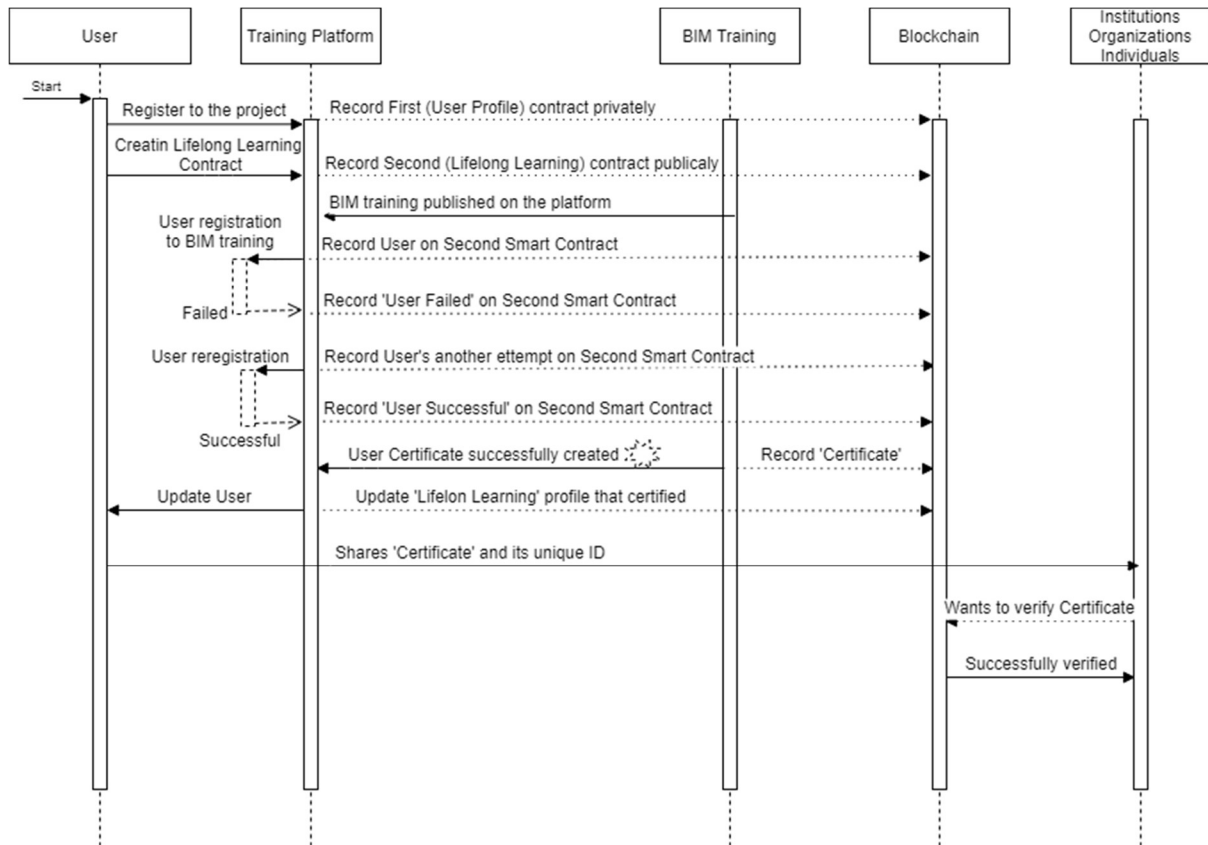 User
Training Platform
BIM Training
Blockchain
Institutions
Organizations
Individuals
Start
Register to the project
Record First (User Profile) contract privately
Creatin Lifelong Learning
Contract
Record Second (Lifelong Learning) contract publicaly
BIM training published on the platform
User registration
to BIM training
Record User on Second Smart Contract
Failed
Record 'User Failed' on Second Smart Contract
User reregistration
Record User's another ettempt on Second Smart Contract
Record 'User Successful' on Second Smart Contract
Successful
User Certificate successfully created
Record 'Certificate'
Update User
Update 'Lifelon Learning' profile that certified
Shares 'Certificate' and its unique ID
Wants to verify Certificate
Successfully verified